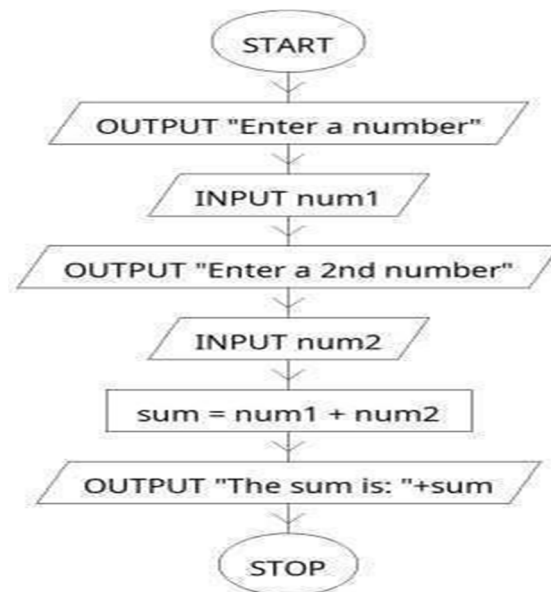 START
OUTPUT "Enter a number"
INPUT num1
OUTPUT "Enter a 2nd number"
INPUT num2
sum = num1 + num2
OUTPUT "The sum is: "+sum
STOP